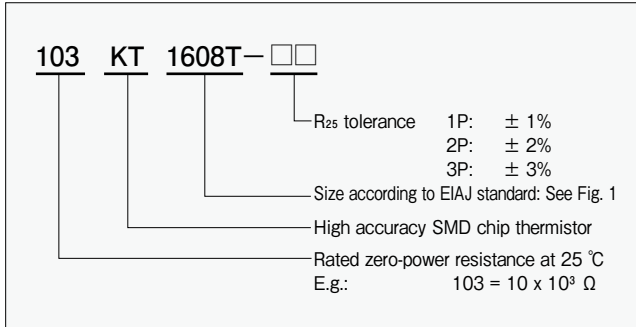 103 KT 1608T－□□
R₂₅ tolerance 1P: ± 1%
2P: ± 2%
3P: ± 3%
Size according to EIAJ standard: See Fig. 1
High accuracy SMD chip thermistor
Rated zero-power resistance at 25 ℃
E.g.: 103 = 10 x 10³ Ω